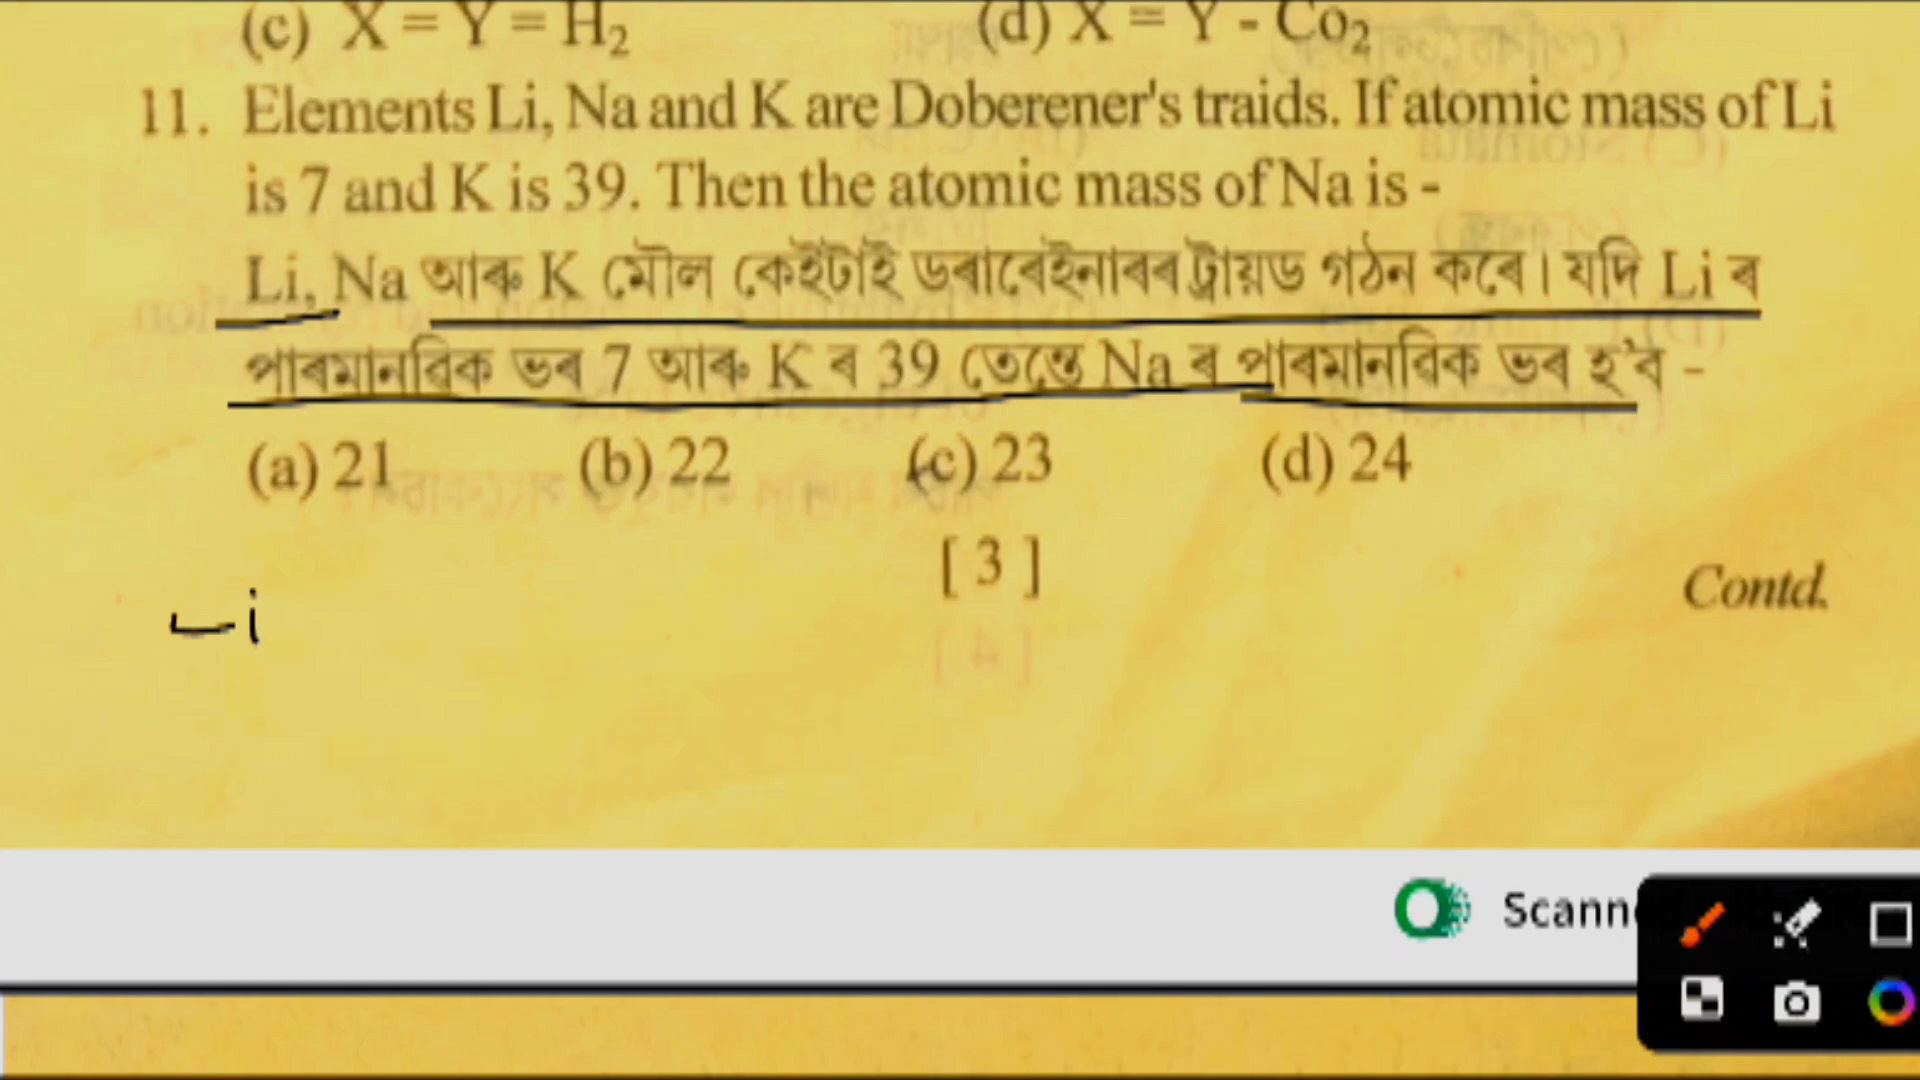 (c) X = Y = H₂ (d) X = Y - Co₂
11. Elements Li, Na and K are Doberener's traids. If atomic mass of Li
is 7 and K is 39. Then the atomic mass of Na is -
Li, Na আৰু K মৌল কেইটাই ডৰাৰেইনাৰৰ ট্ৰায়ড গঠন কৰে। যদি Li ৰ
পাৰমানৱিক ভৰ 7 আৰু K ৰ 39 তেন্তে Na ৰ পাৰমানৱিক ভৰ হ'ব -
(a) 21 (b) 22 (c) 23 (d) 24
[ 3 ]
Contd.
Li